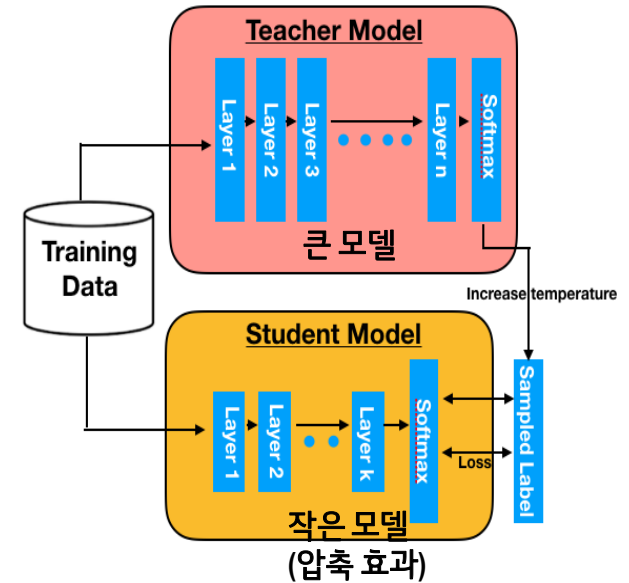 Teacher Model
Layer 1
Layer 2
Layer 3
Layer n
Softmax
큰 모델
Training
Data
Increase temperature
Student Model
Layer 1
Layer 2
Layer k
Softmax
Loss
Sampled Label
작은 모델
(압축 효과)